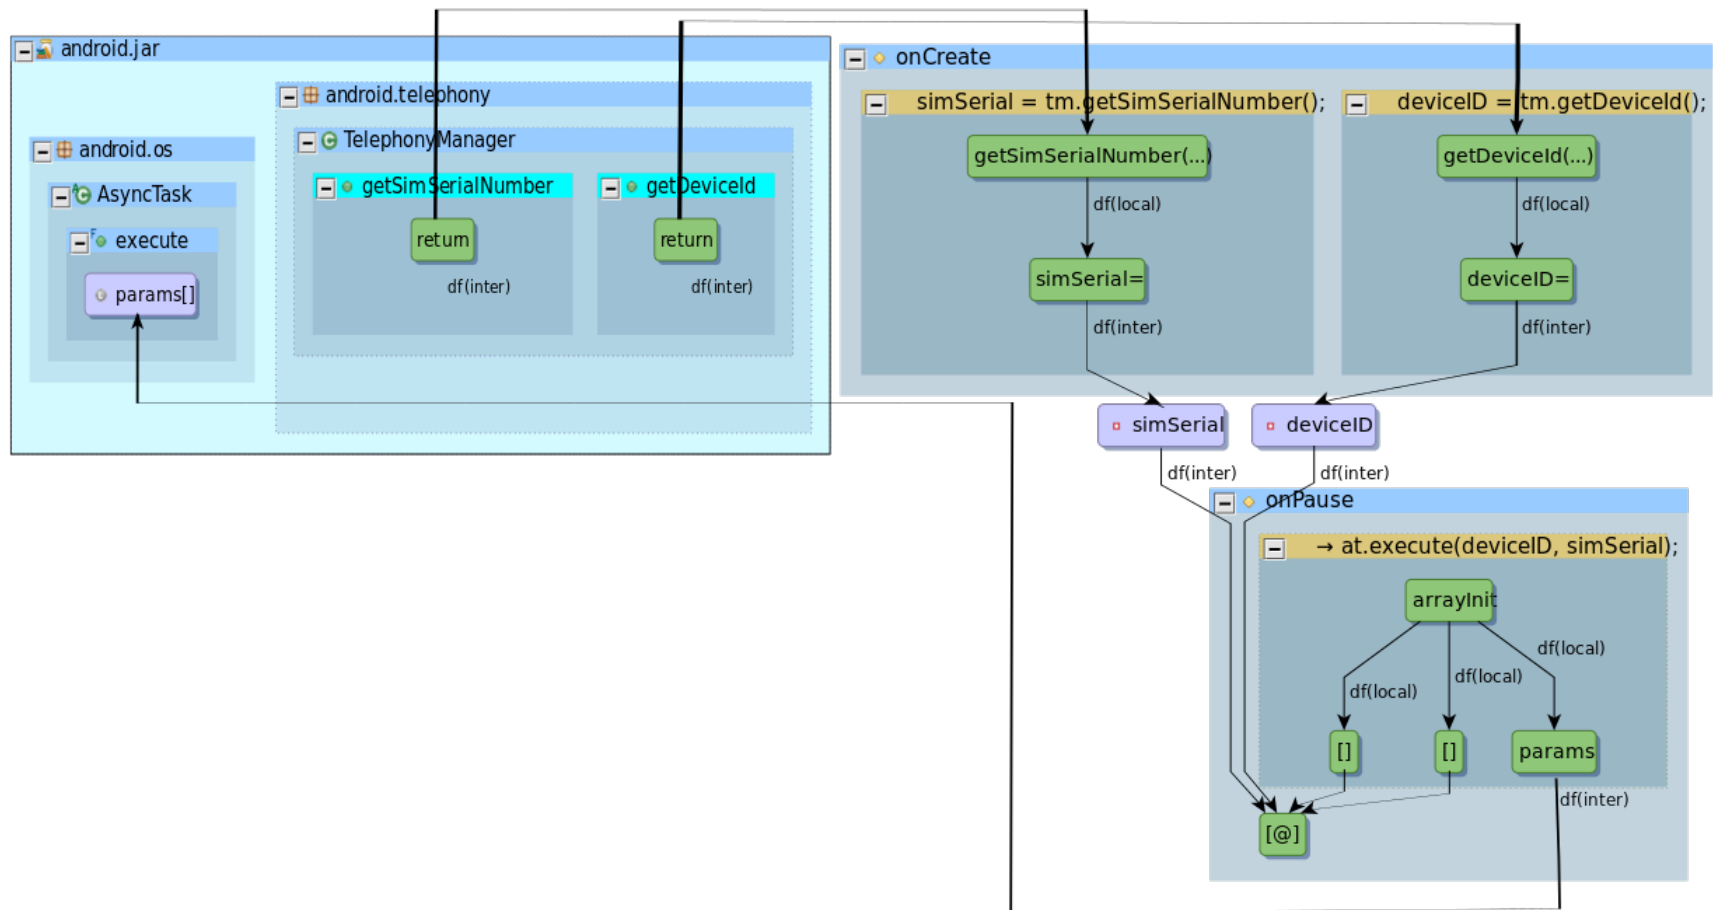 android.jar
android.telephony
TelephonyManager
getSimSerialNumber
getDeviceId
return
return
df(inter)
df(inter)
android.os
AsyncTask
execute
params[]
onCreate
simSerial = tm.getSimSerialNumber();
deviceID = tm.getDeviceId();
getSimSerialNumber(...)
getDeviceId(...)
df(local)
df(local)
simSerial=
deviceID=
df(inter)
df(inter)
simSerial
deviceID
df(inter)
df(inter)
onPause
→ at.execute(deviceID, simSerial);
arrayInit
df(local)
df(local)
df(local)
[]
[]
params
df(inter)
[@]